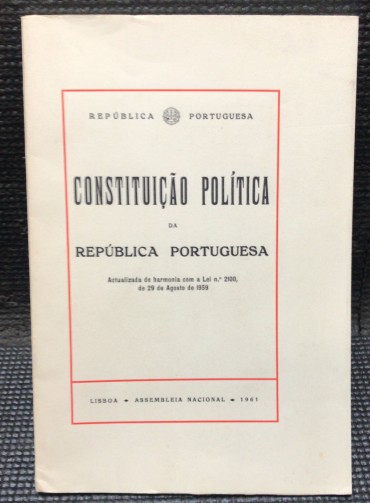 REPÚBLICA PORTUGUESA
CONSTITUIÇÃO POLÍTICA
DA
REPÚBLICA PORTUGUESA
Actualizada de harmonia com a Lei n.º 2100,
de 29 de Agosto de 1959
LISBOA - ASSEMBLEIA NACIONAL - 1961